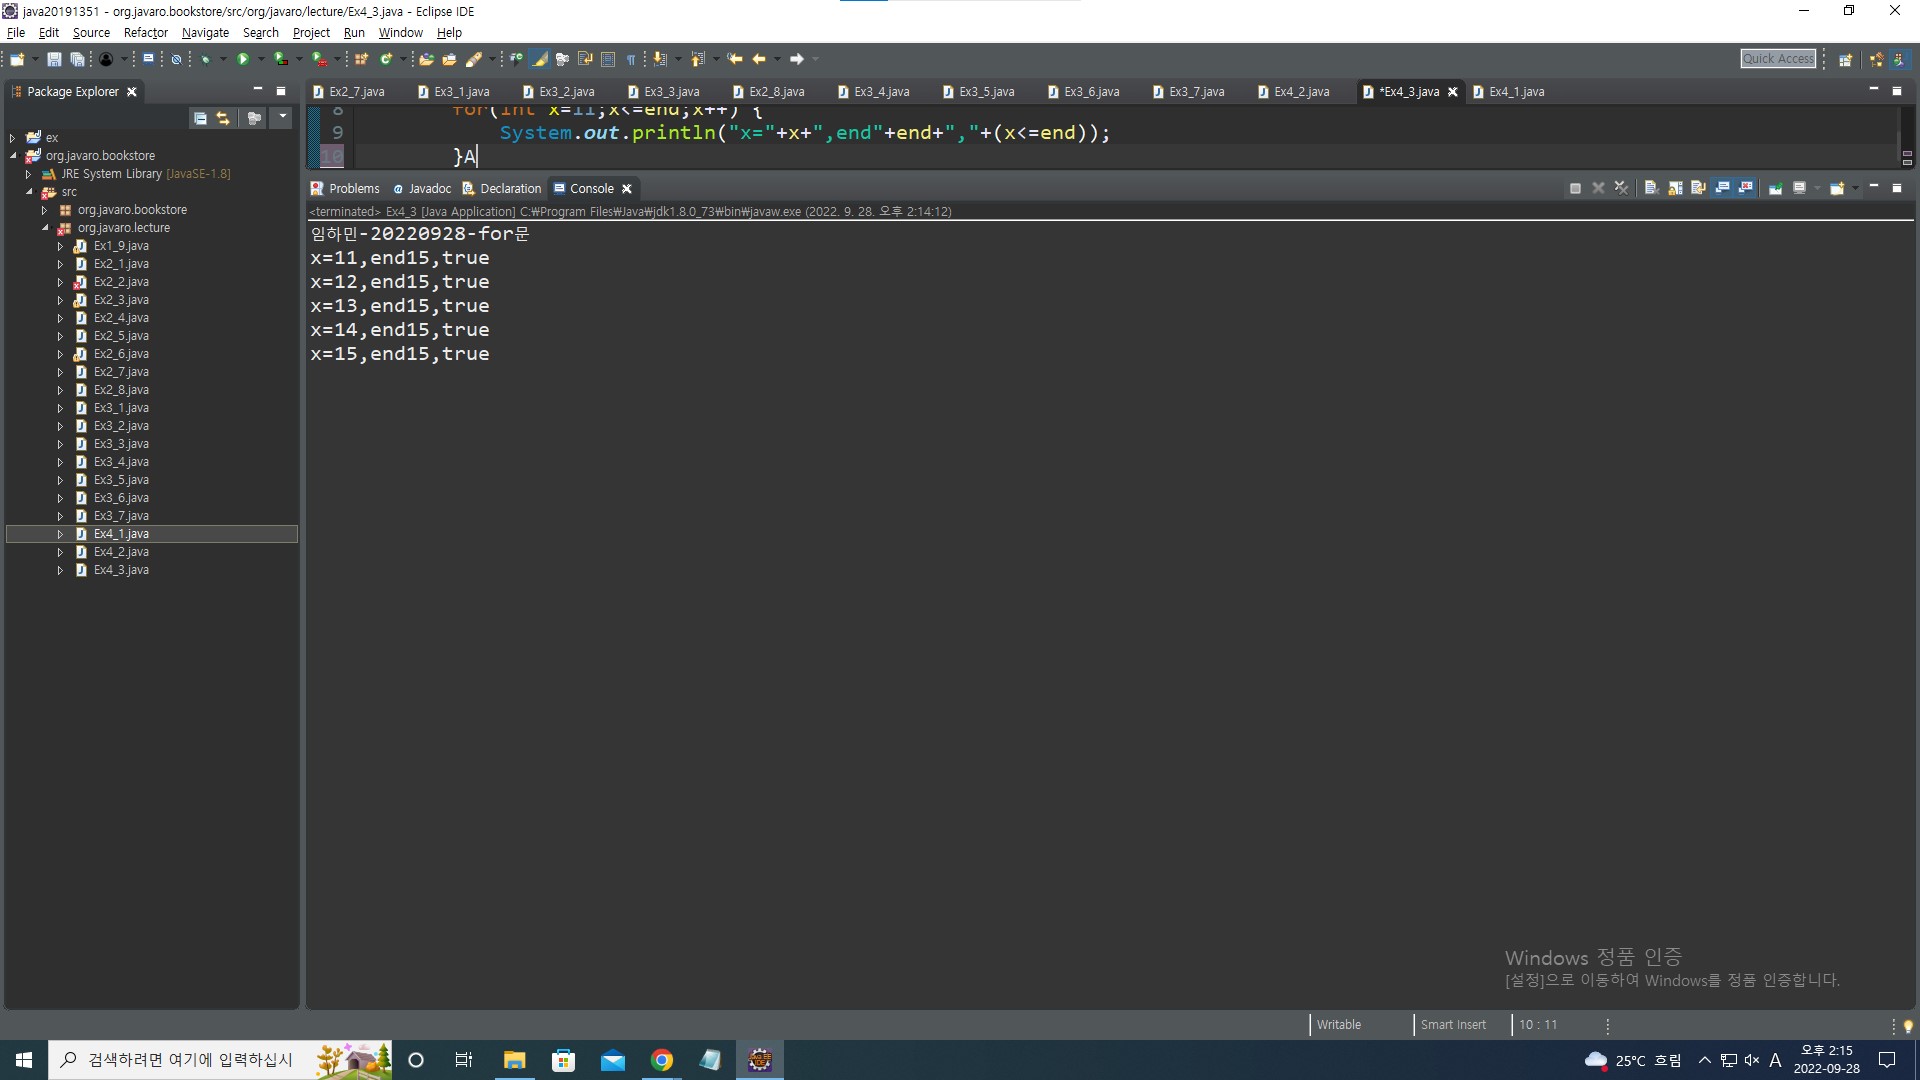 java20191351 - org.javaro.bookstore/src/org/javaro/lecture/Ex4_3.java - Eclipse IDE
File Edit Source Refactor Navigate Search Project Run Window Help
Quick Access
Package Explorer
ex
org.javaro.bookstore
JRE System Library [JavaSE-1.8]
src
org.javaro.bookstore
org.javaro.lecture
Ex1_9.java
Ex2_1.java
Ex2_2.java
Ex2_3.java
Ex2_4.java
Ex2_5.java
Ex2_6.java
Ex2_7.java
Ex2_8.java
Ex3_1.java
Ex3_2.java
Ex3_3.java
Ex3_4.java
Ex3_5.java
Ex3_6.java
Ex3_7.java
Ex4_1.java
Ex4_2.java
Ex4_3.java
Ex2_7.java Ex3_1.java Ex3_2.java Ex3_3.java Ex2_8.java Ex3_4.java Ex3_5.java Ex3_6.java Ex3_7.java Ex4_2.java *Ex4_3.java Ex4_1.java
8 for(int x=11;x<=end;x++) {
9 System.out.println("x="+x+",end"+end+","+(x<=end));
10 }A
Problems Javadoc Declaration Console
<terminated> Ex4_3 [Java Application] C:₩Program Files₩Java₩jdk1.8.0_73₩bin₩javaw.exe (2022. 9. 28. 오후 2:14:12)
임하민-20220928-for문
x=11,end15,true
x=12,end15,true
x=13,end15,true
x=14,end15,true
x=15,end15,true
Windows 정품 인증
[설정]으로 이동하여 Windows를 정품 인증합니다.
Writable Smart Insert 10 : 11
검색하려면 여기에 입력하십시
25°C 흐림
A
오후 2:15
2022-09-28